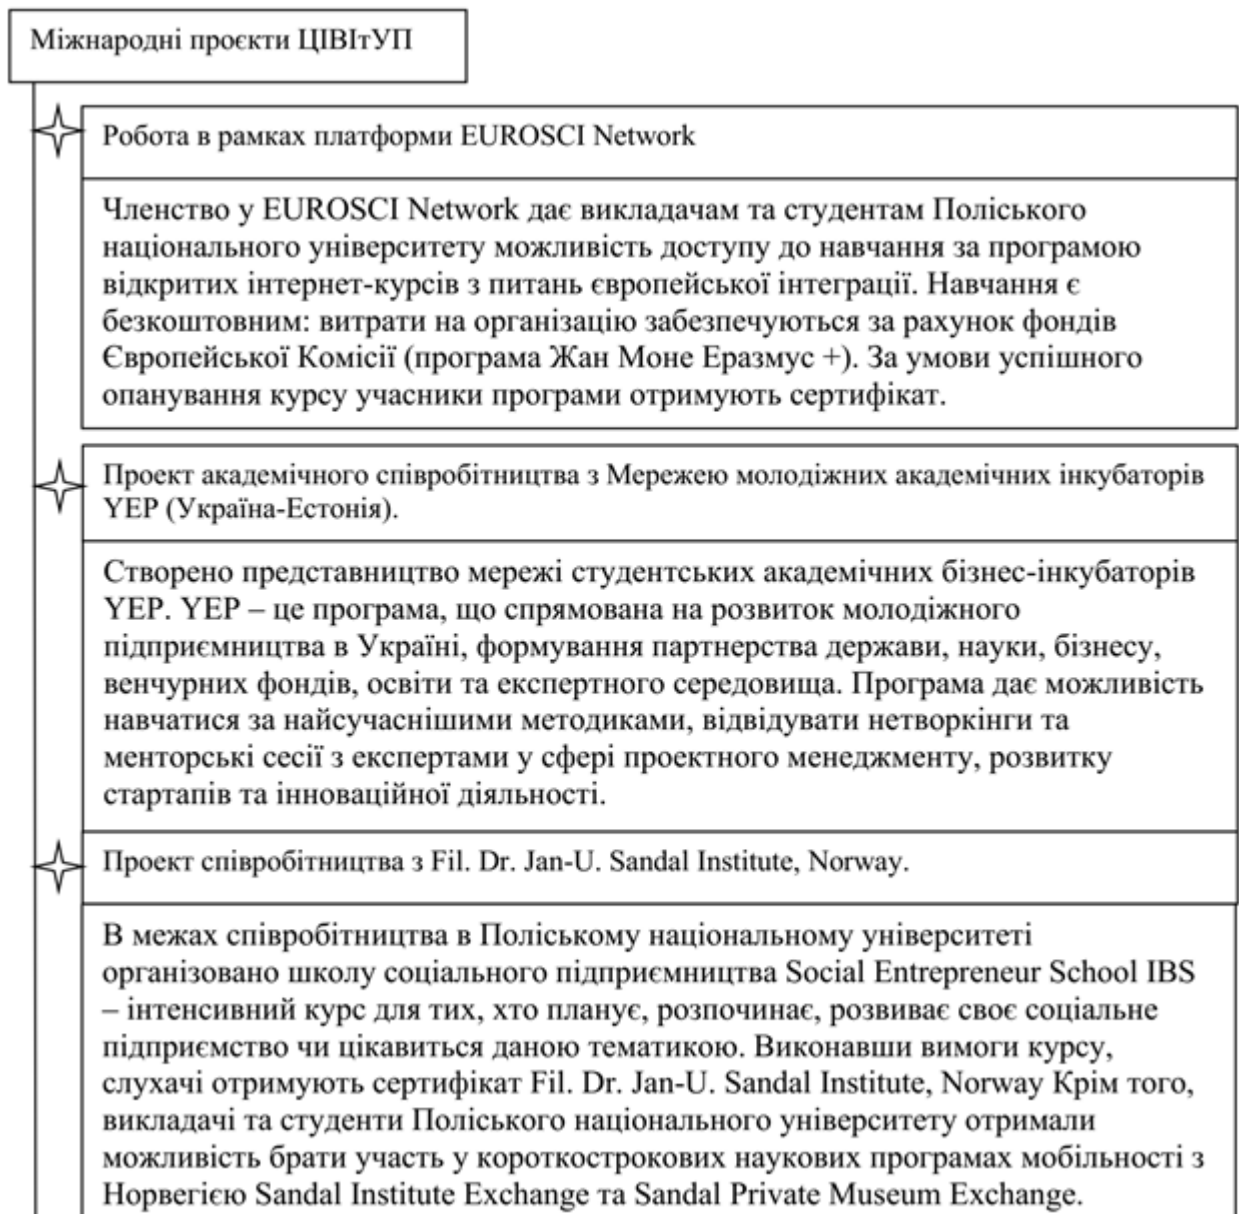 Міжнародні проєкти ЦІВІтУП
Робота в рамках платформи EUROSCI Network
Членство у EUROSCI Network дає викладачам та студентам Поліського
національного університету можливість доступу до навчання за програмою
відкритих інтернет-курсів з питань європейської інтеграції. Навчання є
безкоштовним: витрати на організацію забезпечуються за рахунок фондів
Європейської Комісії (програма Жан Моне Еразмус +). За умови успішного
опанування курсу учасники програми отримують сертифікат.
Проект академічного співробітництва з Мережею молодіжних академічних інкубаторів
YEP (Україна-Естонія).
Створено представництво мережі студентських академічних бізнес-інкубаторів
YEP. YEP – це програма, що спрямована на розвиток молодіжного
підприємництва в Україні, формування партнерства держави, науки, бізнесу,
венчурних фондів, освіти та експертного середовища. Програма дає можливість
навчатися за найсучаснішими методиками, відвідувати нетворкінги та
менторські сесії з експертами у сфері проектного менеджменту, розвитку
стартапів та інноваційної діяльності.
Проект співробітництва з Fil. Dr. Jan-U. Sandal Institute, Norway.
В межах співробітництва в Поліському національному університеті
організовано школу соціального підприємництва Social Entrepreneur School IBS
– інтенсивний курс для тих, хто планує, розпочинає, розвиває своє соціальне
підприємство чи цікавиться даною тематикою. Виконавши вимоги курсу,
слухачі отримують сертифікат Fil. Dr. Jan-U. Sandal Institute, Norway Крім того,
викладачі та студенти Поліського національного університету отримали
можливість брати участь у короткострокових наукових програмах мобільності з
Норвегією Sandal Institute Exchange та Sandal Private Museum Exchange.